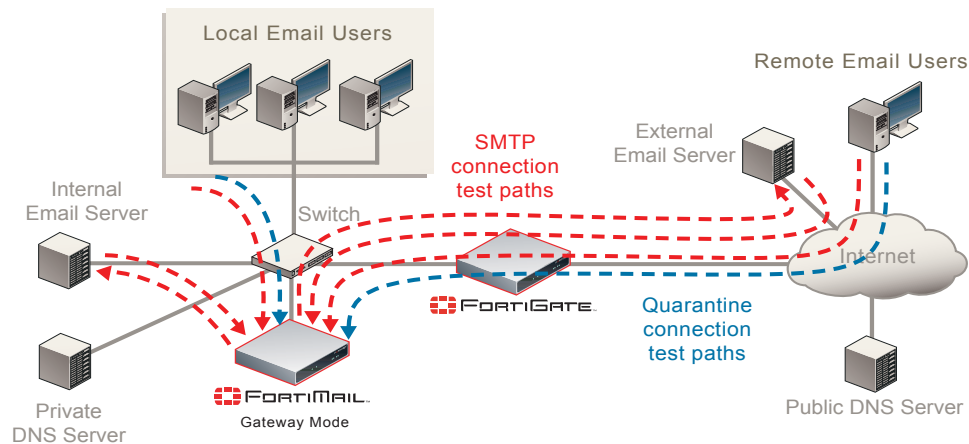 Local Email Users
Remote Email Users
SMTP
connection
test paths
External
Email Server
Internal
Email Server
Switch
Internet
FORTIGATE
Quarantine
connection
test paths
FORTIMAIL
Gateway Mode
Private
DNS Server
Public DNS Server